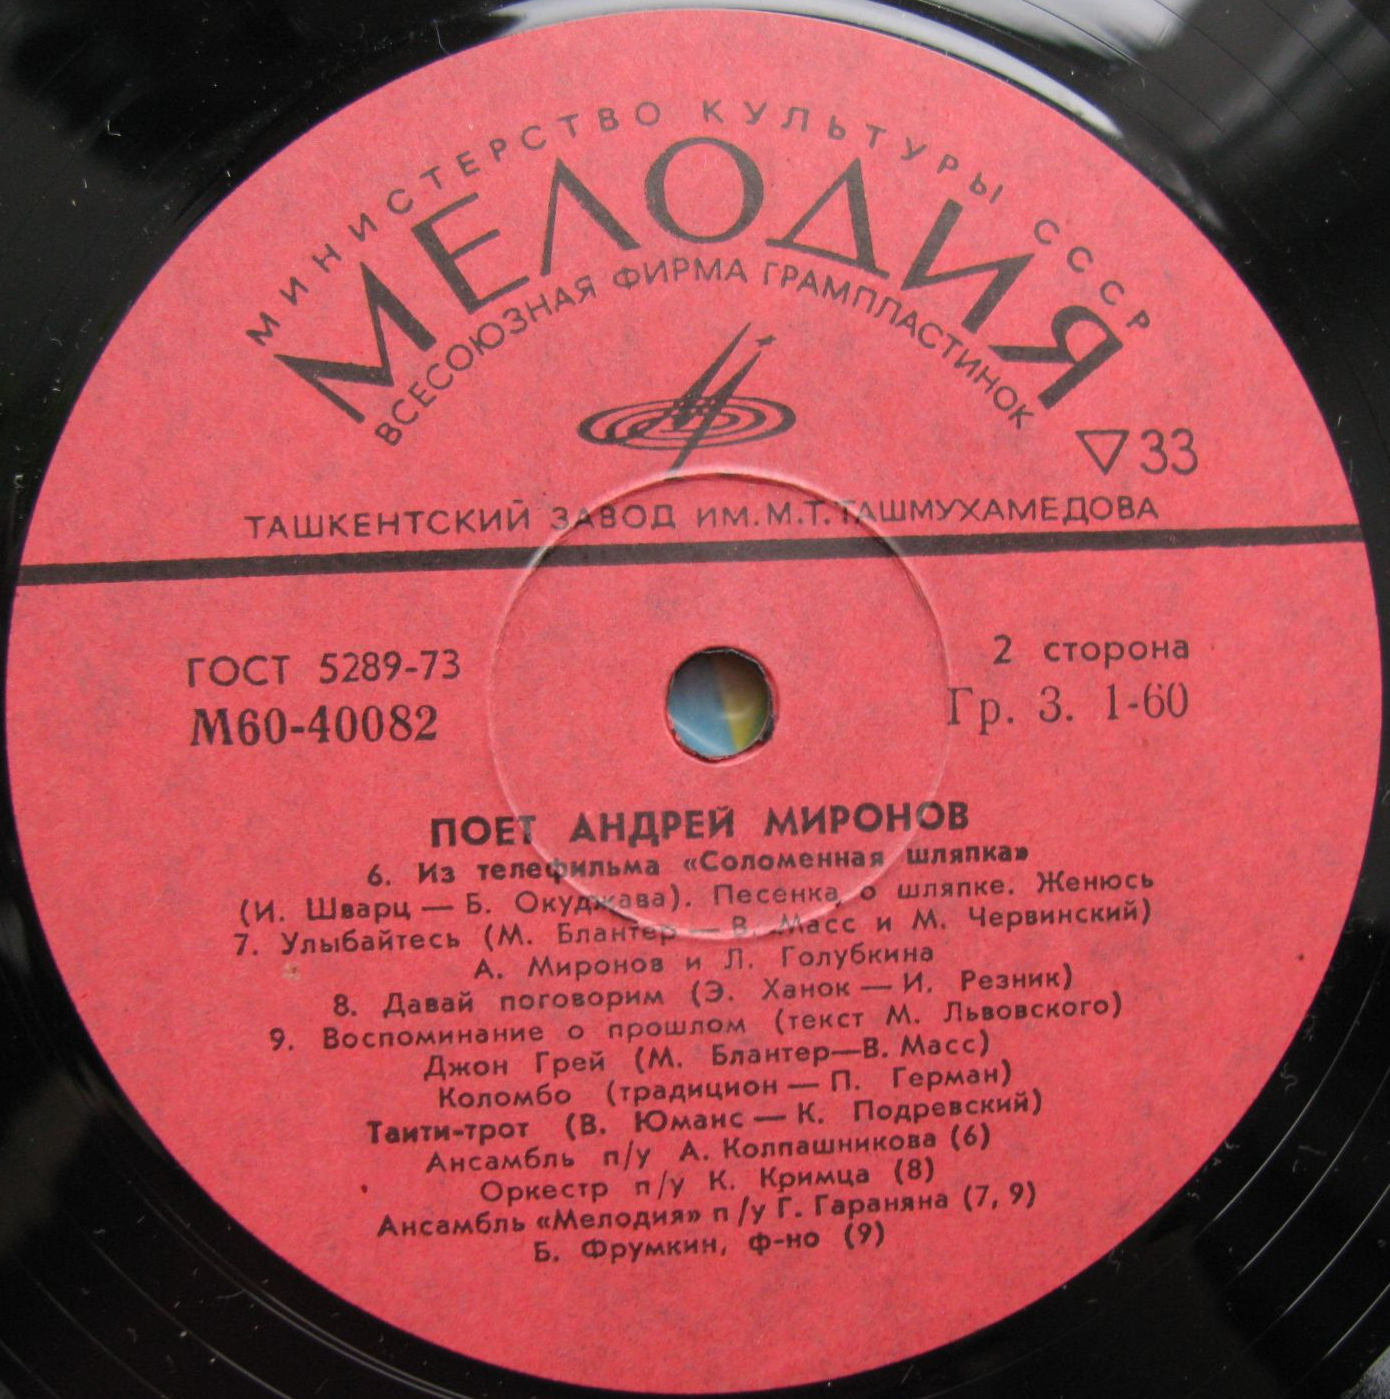 МИНИСТЕРСТВО КУЛЬТУРЫ СССР
МЕЛОДИЯ
ВСЕСОЮЗНАЯ ФИРМА ГРАМПЛАСТИНОК
33
ТАШКЕНТСКИЙ ЗАВОД ИМ.М.Т.ТАШМУХАМЕДОВА
ГОСТ 5289-73
М60-40082
2 сторона
Гр. 3. 1-60
ПОЕТ АНДРЕЙ МИРОНОВ
6. Из телефильма «Соломенная шляпка»
(И. Шварц — Б. Окуджава). Песенка о шляпке. Женюсь
7. Улыбайтесь (М. Блантер — В. Масс и М. Червинский)
А. Миронов и Л. Голубкина
8. Давай поговорим (Э. Ханок — И. Резник)
9. Воспоминание о прошлом (текст М. Львовского)
Джон Грей (М. Блантер—В. Масс)
Коломбо (традицион — П. Герман)
Таити-трот (В. Юманс — К. Подревский)
Ансамбль п/у А. Колпашникова (6)
Оркестр п/у К. Кримца (8)
Ансамбль «Мелодия» п/у Г. Гараняна (7, 9)
Б. Фрумкин, ф-но (9)